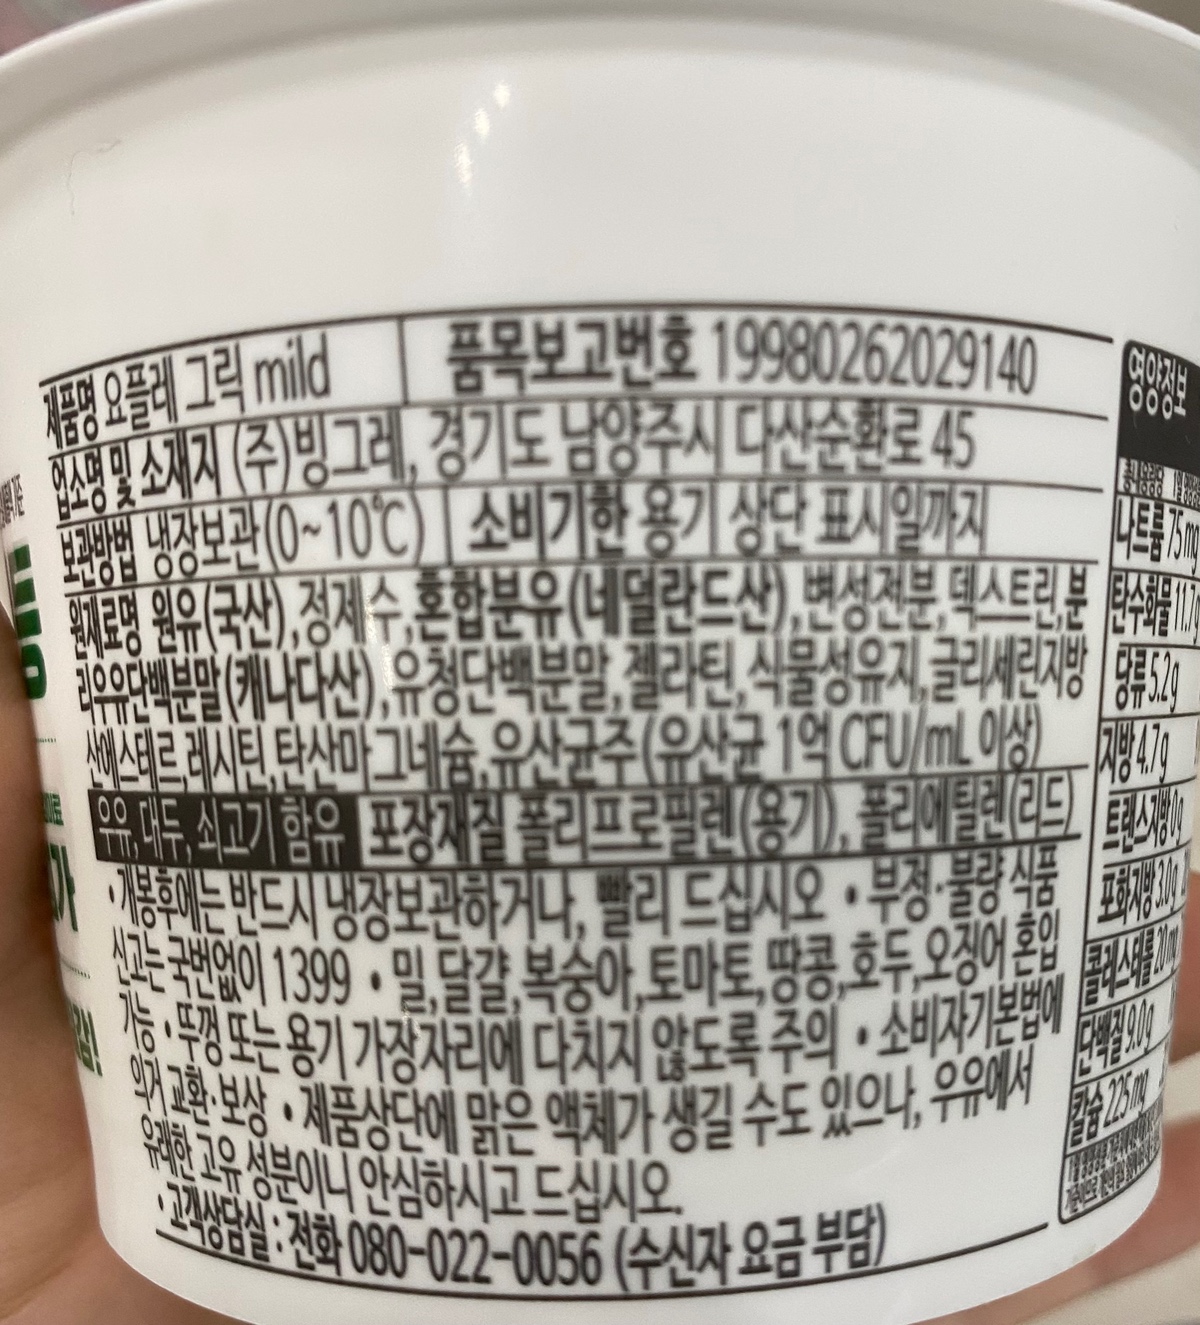 제품명 요플레 그릭 mild 품목보고번호 19980262029140
업소명 및 소재지 (주)빙그레, 경기도 남양주시 다산순환로 45
보관방법 냉장보관(0~10℃) 소비기한 용기 상단 표시일까지
원재료명 원유(국산),정제수,혼합분유(네덜란드산),변성전분,덱스트린,분
리우유단백분말(캐나다산),유청단백분말,젤라틴,식물성유지,글리세린지방
산에스테르,레시틴,탄산마그네슘,유산균주(유산균 1억 CFU/mL 이상)
우유, 대두, 쇠고기 함유 포장재질 폴리프로필렌(용기), 폴리에틸렌(리드)
•개봉후에는 반드시 냉장보관하거나, 빨리 드십시오 •부정·불량 식품
신고는 국번없이 1399 •밀,달걀,복숭아,토마토,땅콩,호두,오징어 혼입
가능 •뚜껑 또는 용기 가장자리에 다치지 않도록 주의 •소비자기본법에
의거 교환·보상 •제품상단에 맑은 액체가 생길 수도 있으나, 우유에서
유래한 고유 성분이니 안심하시고 드십시오.
•고객상담실 : 전화 080-022-0056 (수신자 요금 부담)
영양정보
나트륨 75mg
탄수화물 11.7
당류 5.2g
지방 4.7g
트랜스지방 0g
포화지방 3.0g
콜레스테롤 20mg
단백질 9.0g
칼슘 225mg